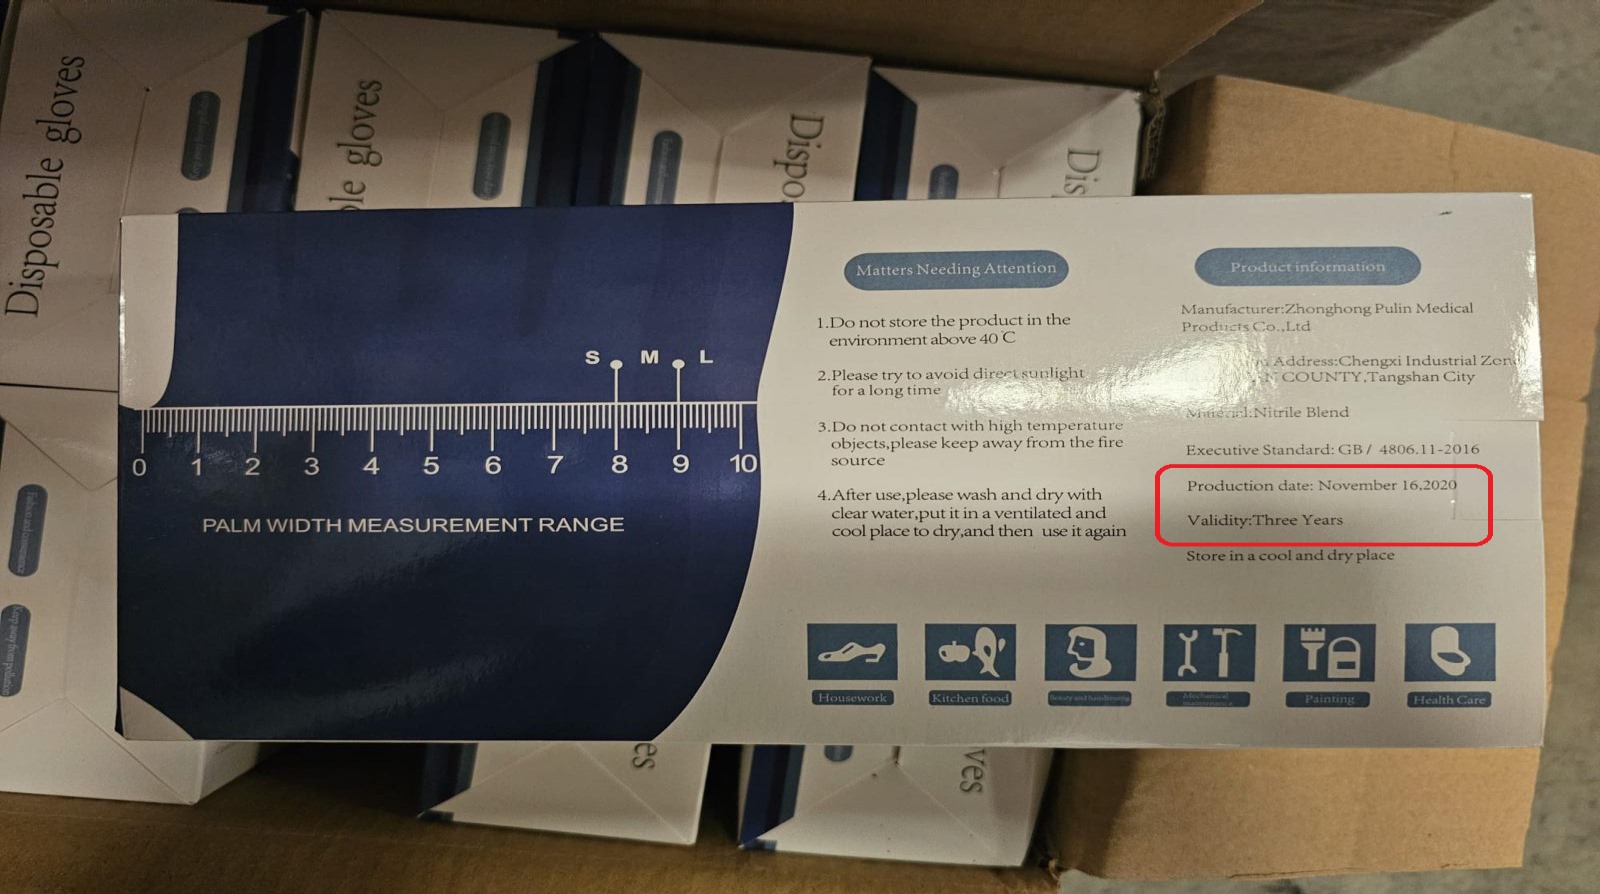 Disposable gloves
ble gloves
Dispo
Dis
S M L
0 1 2 3 4 5 6 7 8 9 10
PALM WIDTH MEASUREMENT RANGE
Matters Needing Attention
1.Do not store the product in the
environment above 40℃
2.Please try to avoid direct sunlight
for a long time
3.Do not contact with high temperature
objects,please keep away from the fire
source
4.After use,please wash and dry with
clear water,put it in a ventilated and
cool place to dry,and then use it again
Product information
Manufacturer:Zhonghong Pulin Medical
Products Co.,Ltd
Address:Chengxi Industrial Zone
COUNTY,Tangshan City
Material:Nitrile Blend
Executive Standard: GB/ 4806.11-2016
Production date: November 16,2020
Validity:Three Years
Store in a cool and dry place
Housework
Kitchen food
Painting
Health Care
es
ves